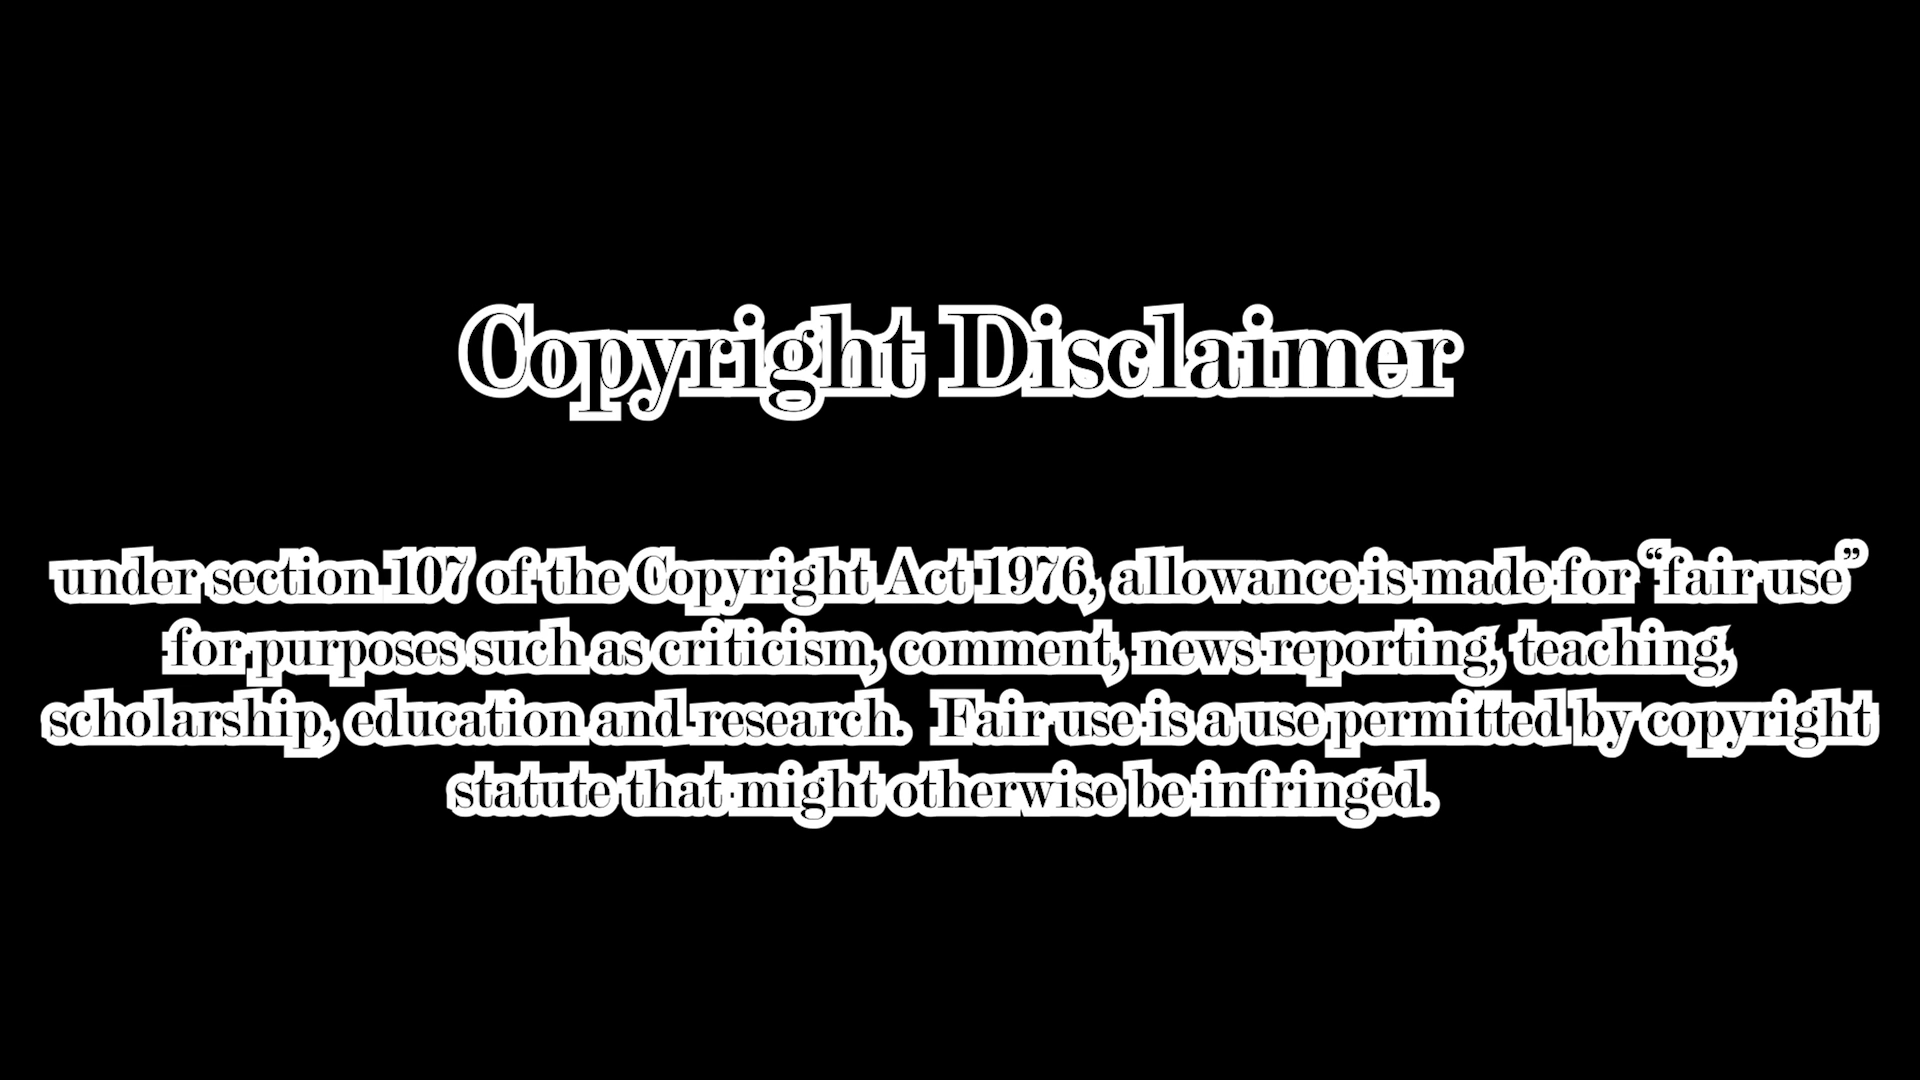 Copyright Disclaimer
under section 107 of the Copyright Act 1976, allowance is made for “fair use”
for purposes such as criticism, comment, news reporting, teaching,
scholarship, education and research.  Fair use is a use permitted by copyright
statute that might otherwise be infringed.